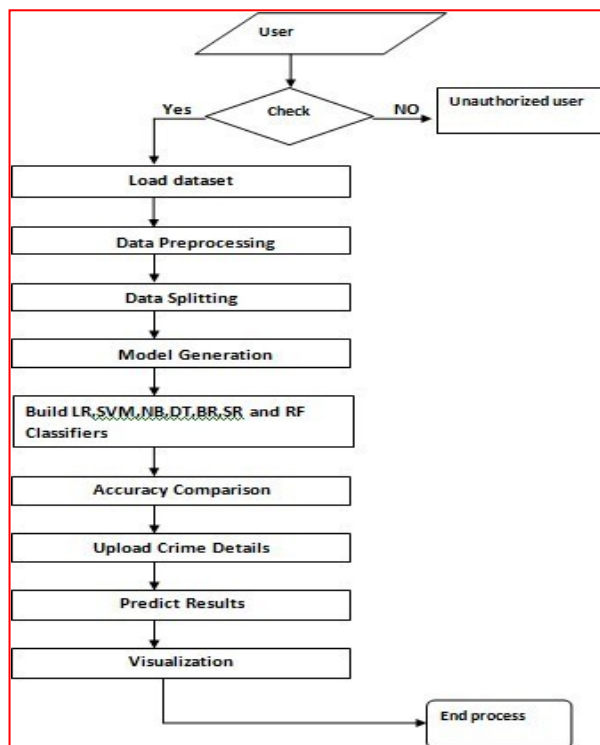 User
Check
Yes
NO
Unauthorized user
Load dataset
Data Preprocessing
Data Splitting
Model Generation
Build LR,SVM,NB,DT,BR,SR and RF
Classifiers
Accuracy Comparison
Upload Crime Details
Predict Results
Visualization
End process